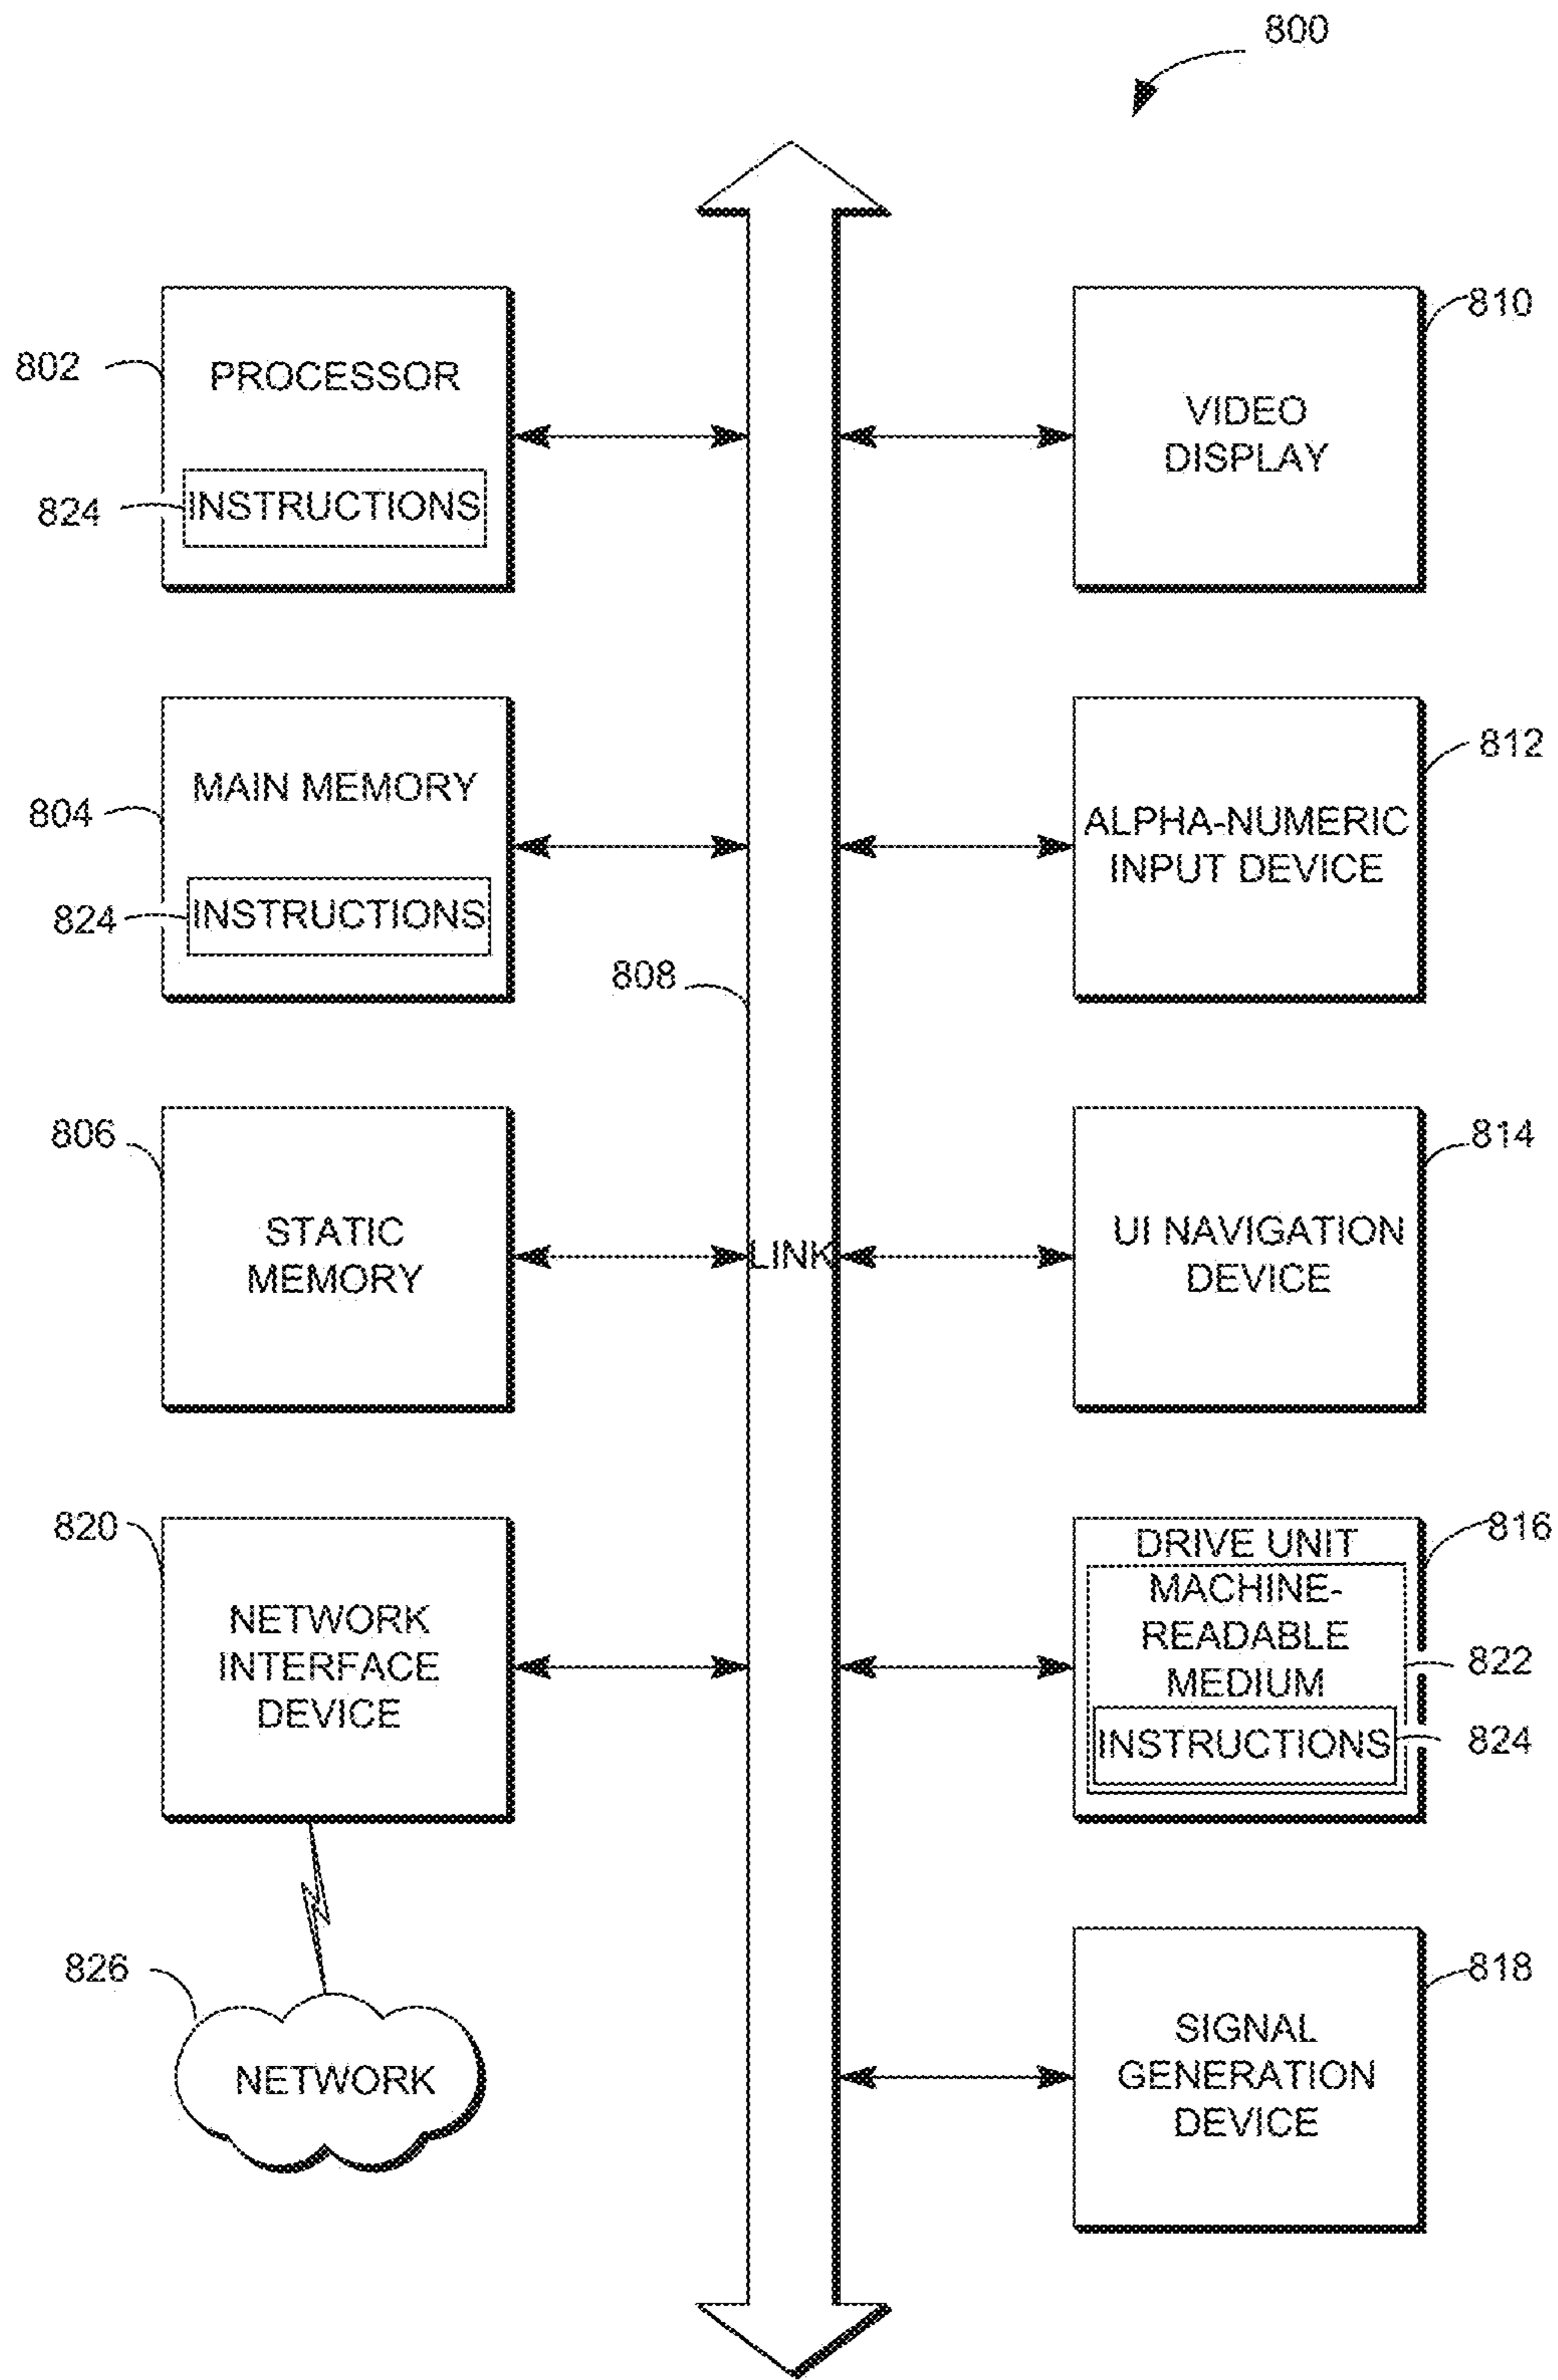 800
802
PROCESSOR
824
INSTRUCTIONS
810
VIDEO
DISPLAY
804
MAIN MEMORY
824
INSTRUCTIONS
812
ALPHA-NUMERIC
INPUT DEVICE
808
LINK
806
STATIC
MEMORY
814
UI NAVIGATION
DEVICE
820
NETWORK
INTERFACE
DEVICE
816
DRIVE UNIT
MACHINE-
READABLE
MEDIUM
822
INSTRUCTIONS
824
826
NETWORK
818
SIGNAL
GENERATION
DEVICE